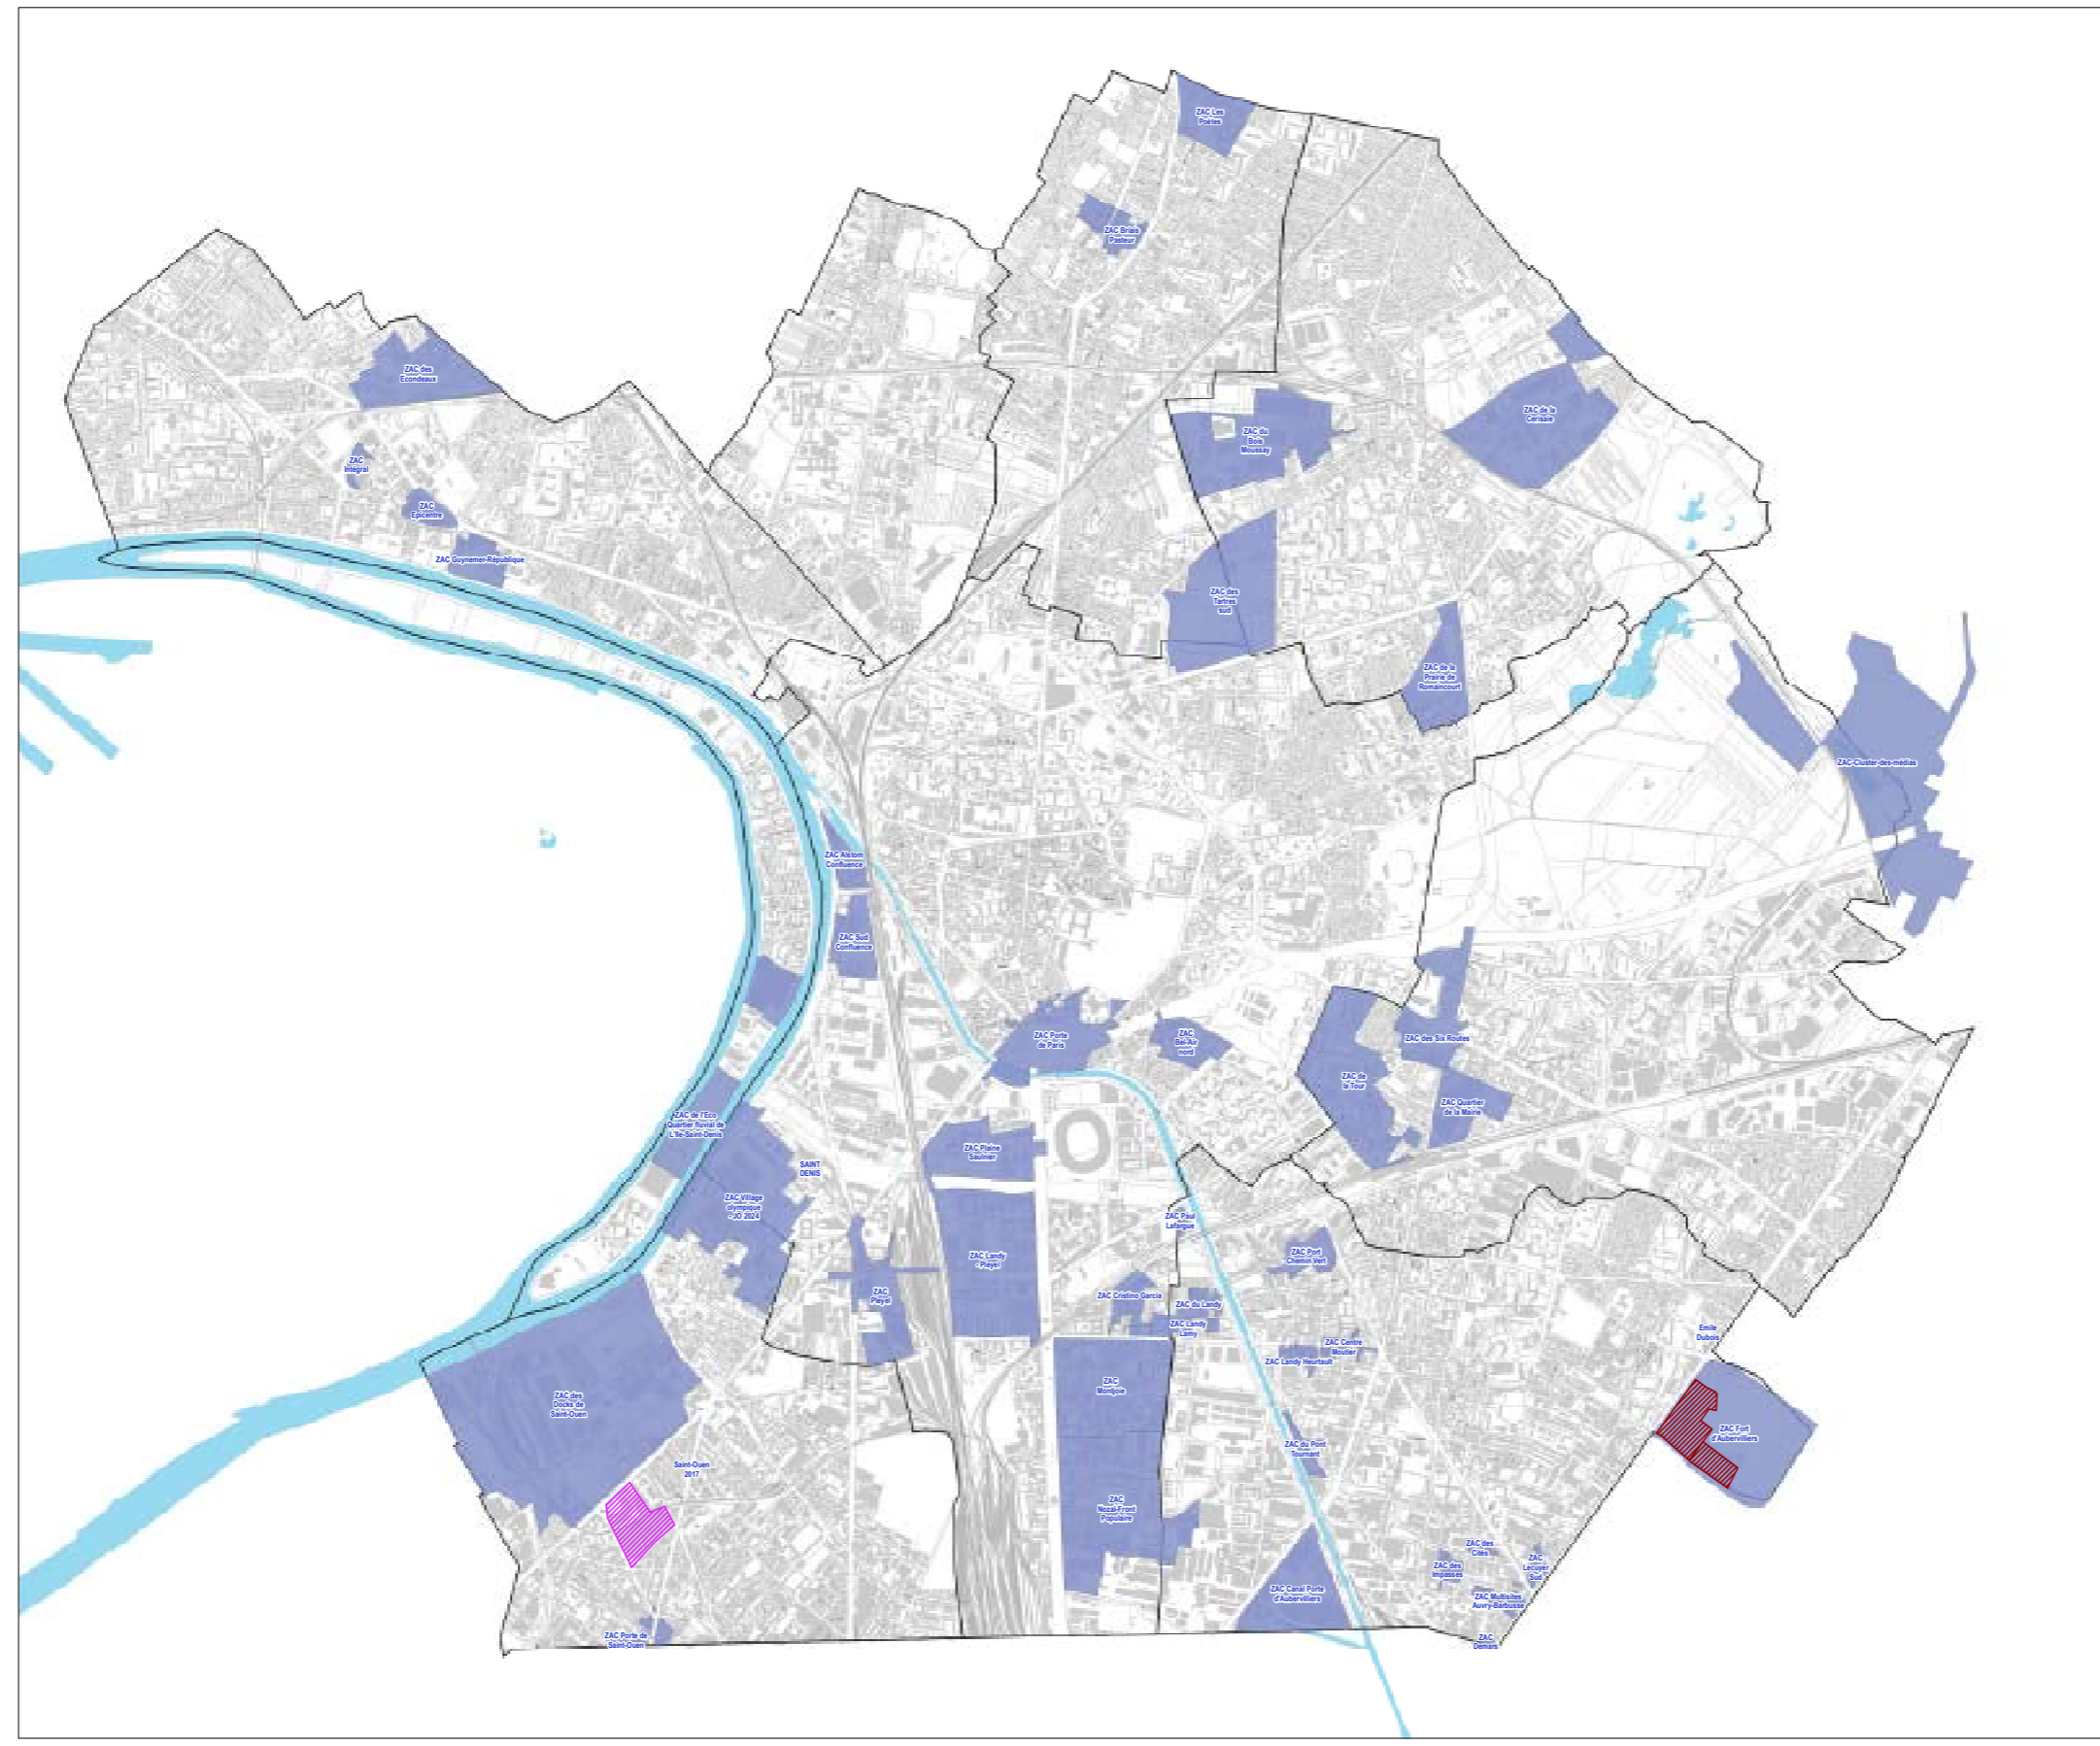 ZAC Les
Poètes
ZAC Briais
Pasteur
ZAC des
Econdeaux
ZAC de la
Cerisaie
ZAC du
Bois
Moussay
ZAC
Intégral
ZAC
Epicentre
ZAC Guynemer-République
ZAC des
Tartres
sud
ZAC de la
Prairie de
Romaincourt
ZAC-Cluster-des-médias
ZAC Alstom
Confluence
ZAC Sud
Confluence
ZAC Porte
de Paris
ZAC
Bel-Air
nord
ZAC des Six Routes
ZAC de
la Tour
ZAC Quartier
de la Mairie
ZAC de l'Eco
Quartier fluvial de
L'Ile-Saint-Denis
ZAC Plaine
Saulnier
SAINT
DENIS
ZAC Village
olympique
- JO 2024
ZAC Paul
Lafargue
ZAC Landy
- Pleyel
ZAC Port
Chemin Vert
ZAC
Pleyel
ZAC Cristino Garcia
ZAC du Landy
ZAC Landy
Lamy
ZAC Centre
Moutier
ZAC Landy Heurtault
Emile
Dubois
ZAC
Montjoie
ZAC des
Docks de
Saint-Ouen
ZAC Fort
d'Aubervilliers
ZAC du Pont
Tournant
Saint-Ouen
2017
ZAC
Nozal-Front
Populaire
ZAC des
Cités
ZAC des
Impasses
ZAC
Lécuyer
Sud
ZAC Canal Porte
d'Aubervilliers
ZAC Multisites
Auvry-Barbusse
ZAC Porte de
Saint-Ouen
ZAC
Demars